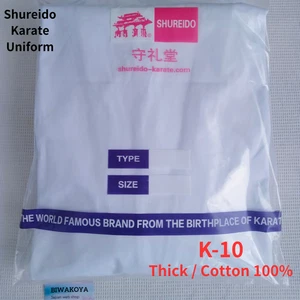 Shureido
Karate
Uniform
SHUREIDO
守礼堂
shureido-karate.com
TYPE
SIZE
THE WORLD FAMOUS BRAND FROM THE BIRTHPLACE OF KARAT
K-10
Thick / Cotton 100%
BIWAKOYA